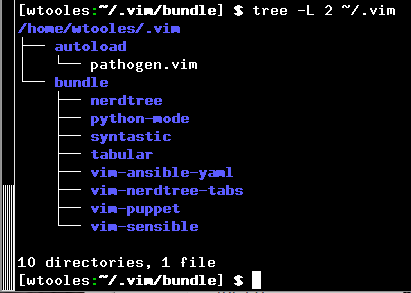 [wtooles:~/.vim/bundle] $ tree -L 2 ~/.vim
/home/wtooles/.vim
├── autoload
│   └── pathogen.vim
└── bundle
    ├── nerdtree
    ├── python-mode
    ├── syntastic
    ├── tabular
    ├── vim-ansible-yaml
    ├── vim-nerdtree-tabs
    ├── vim-puppet
    └── vim-sensible
10 directories, 1 file
[wtooles:~/.vim/bundle] $